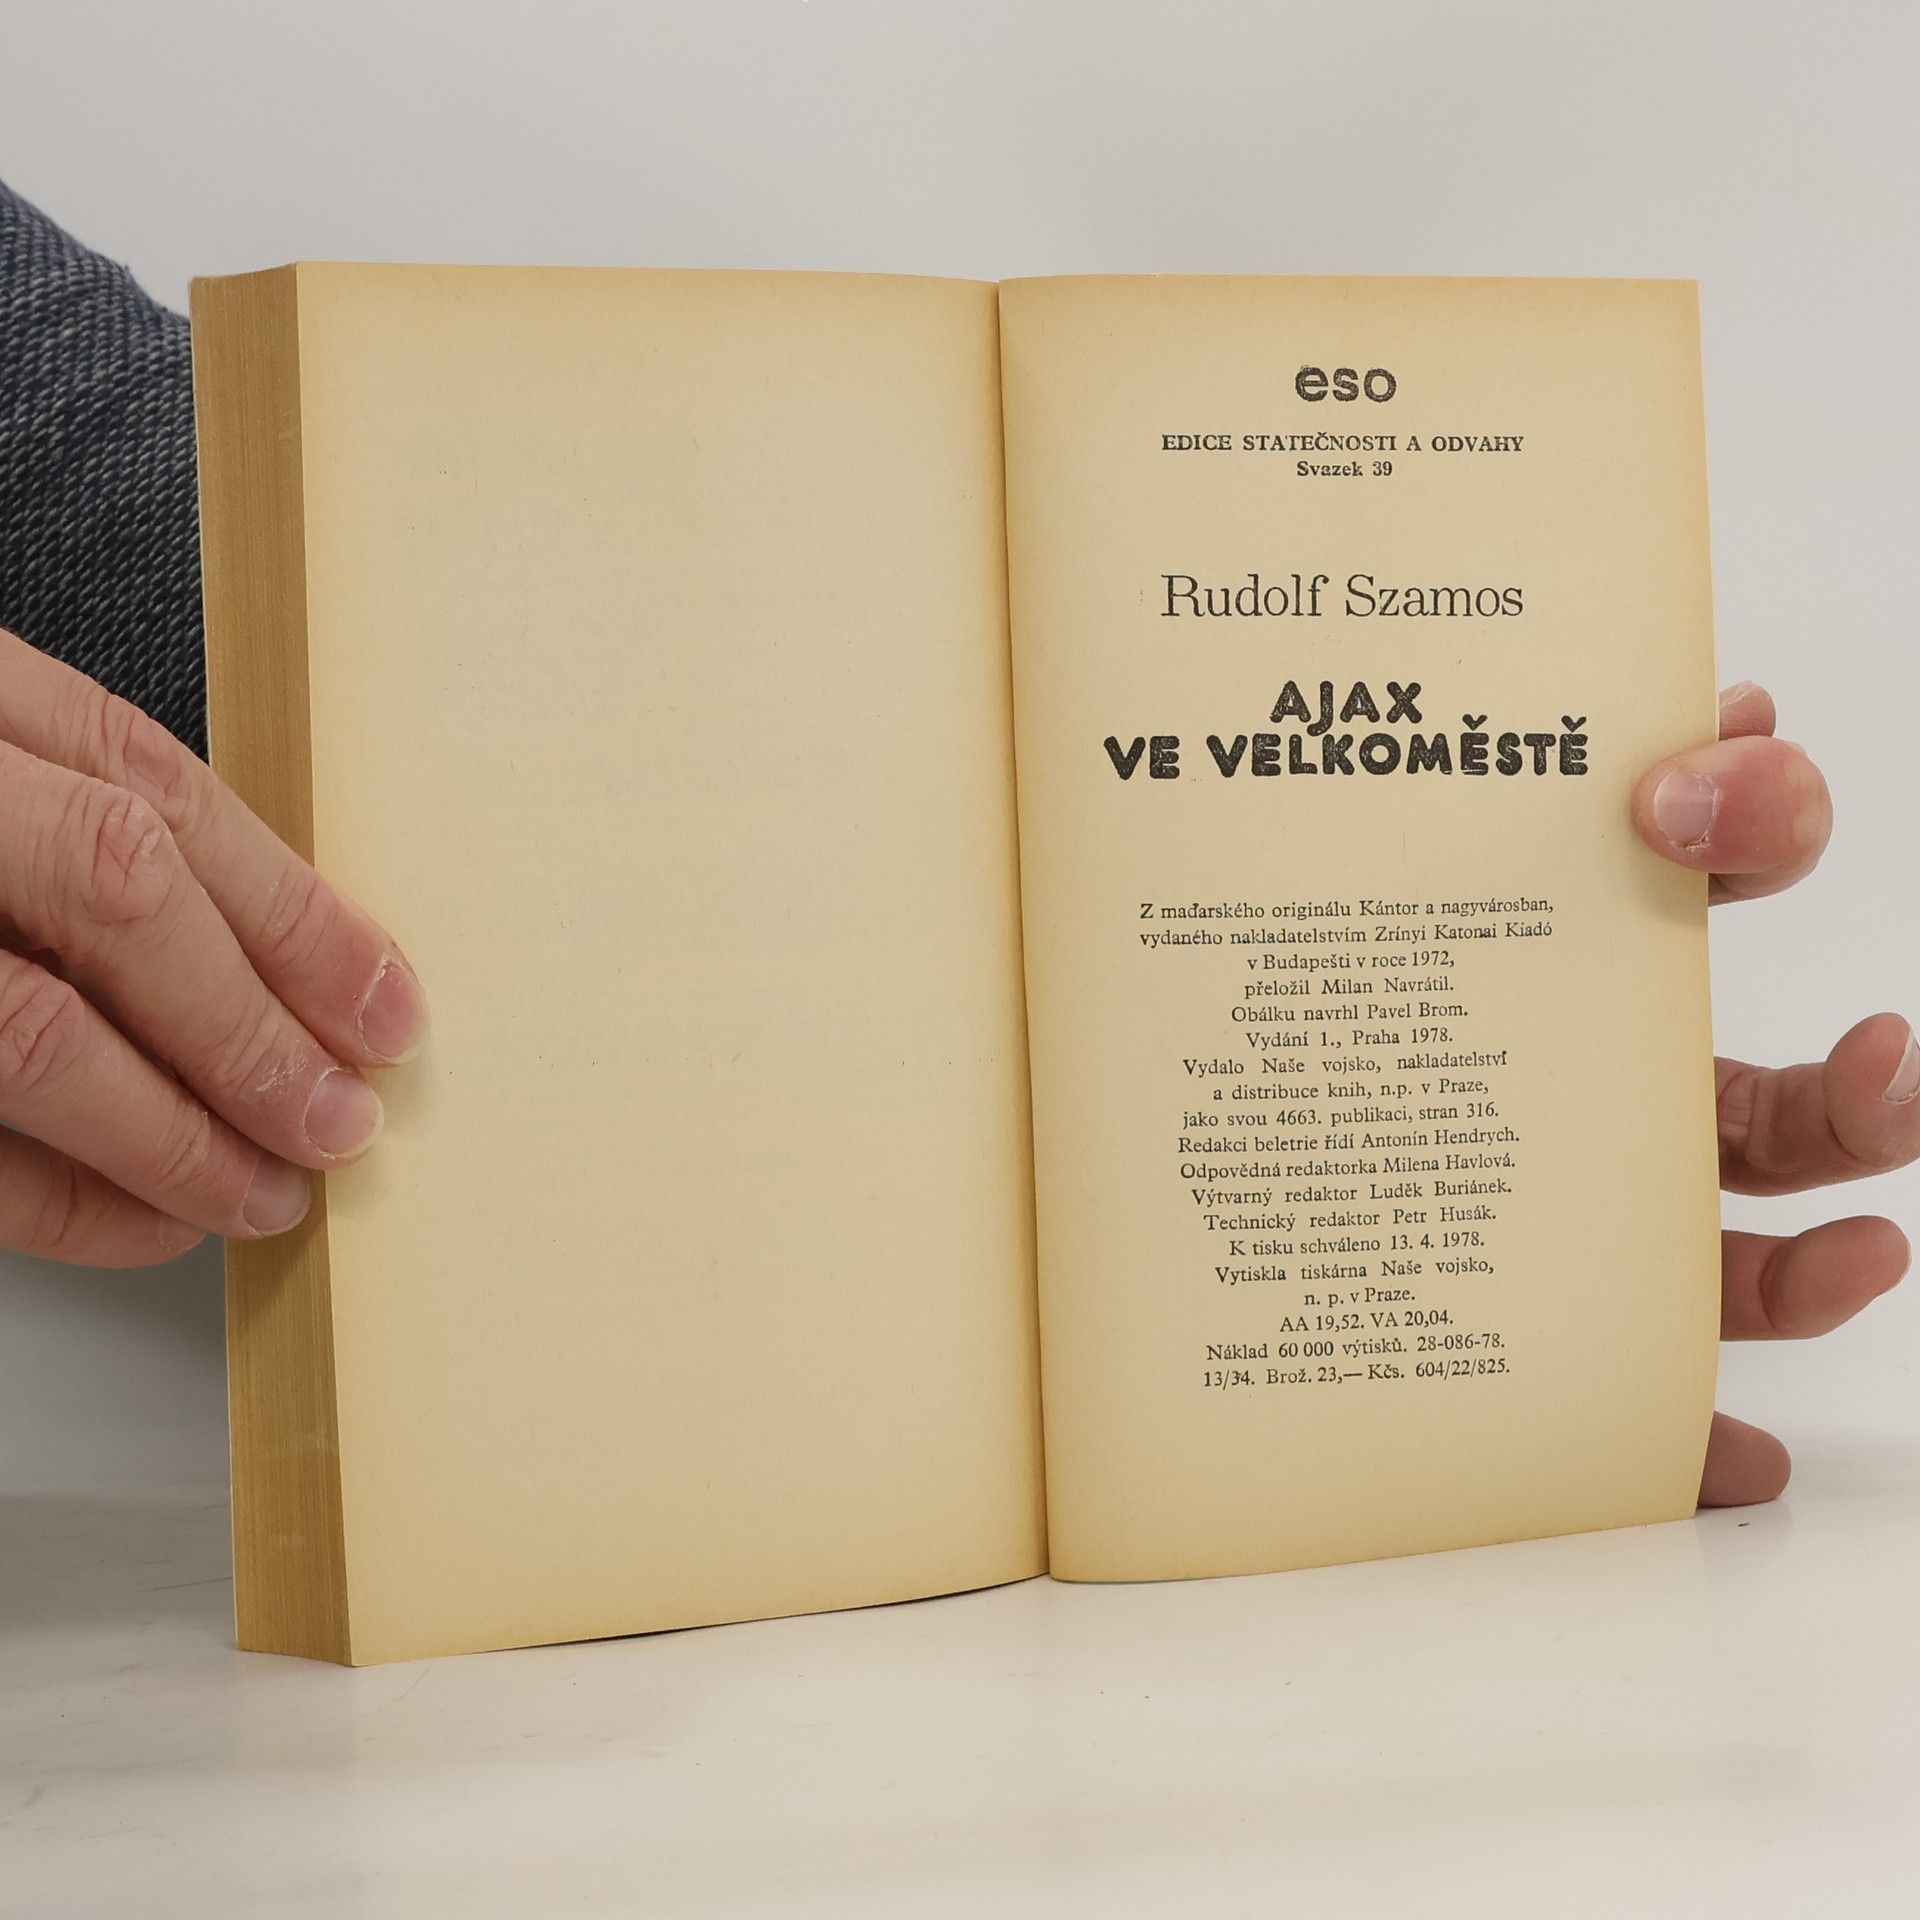 eso
EDICE STATEČNOSTI A ODVAHY
Svazek 39
Rudolf Szamos
AJAX
VE VELKOMĚSTĚ
Z maďarského originálu Kántor a nagyvárosban,
vydaného nakladatelstvím Zrínyi Katonai Kiadó
v Budapešti v roce 1972,
přeložil Milan Navrátil.
Obálku navrhl Pavel Brom.
Vydání 1., Praha 1978.
Vydalo Naše vojsko, nakladatelství
a distribuce knih, n.p. v Praze,
jako svou 4663. publikaci, stran 316.
Redakci beletrie řídí Antonín Hendrych.
Odpovědná redaktorka Milena Havlová.
Výtvarný redaktor Luděk Buriánek.
Technický redaktor Petr Husák.
K tisku schváleno 13. 4. 1978.
Vytiskla tiskárna Naše vojsko,
n. p. v Praze.
AA 19,52. VA 20,04.
Náklad 60 000 výtisků. 28-086-78.
13/34. Brož. 23,— Kčs. 604/22/825.